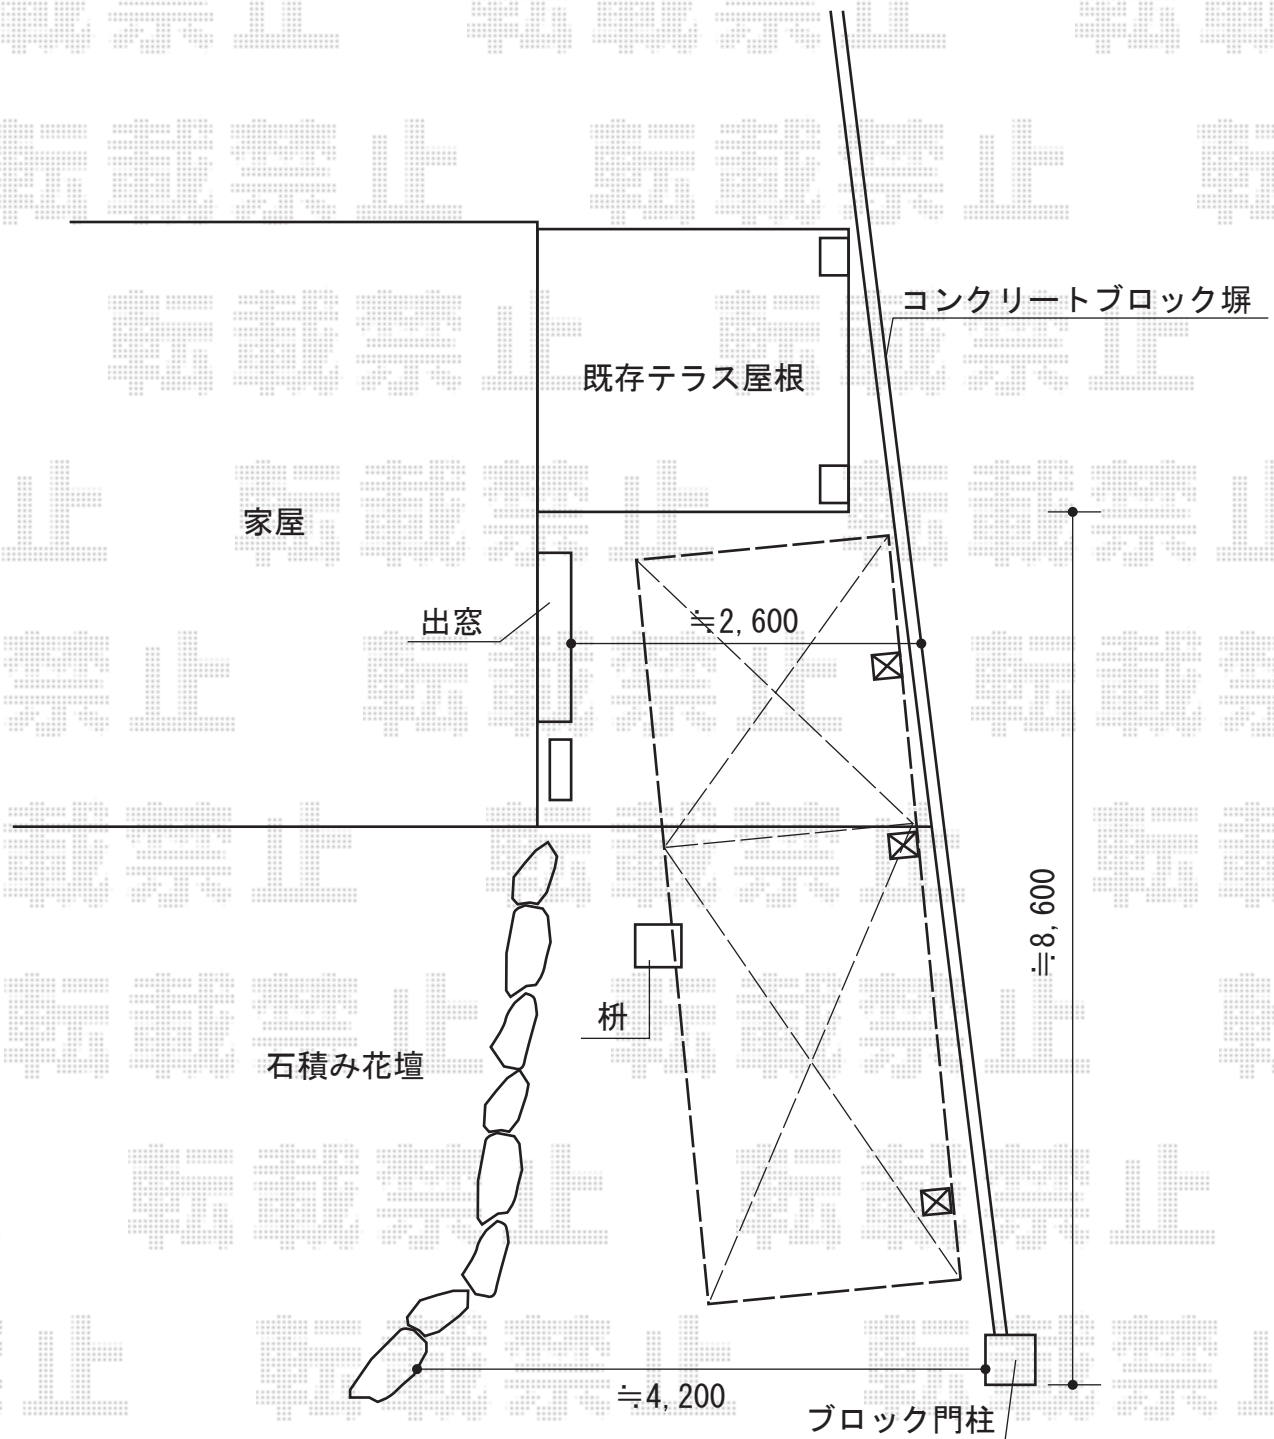 転載禁止
コンクリートブロック塀
既存テラス屋根
家屋
出窓
≒2,600
≒8,600
枡
石積み花壇
≒4,200
ブロック門柱